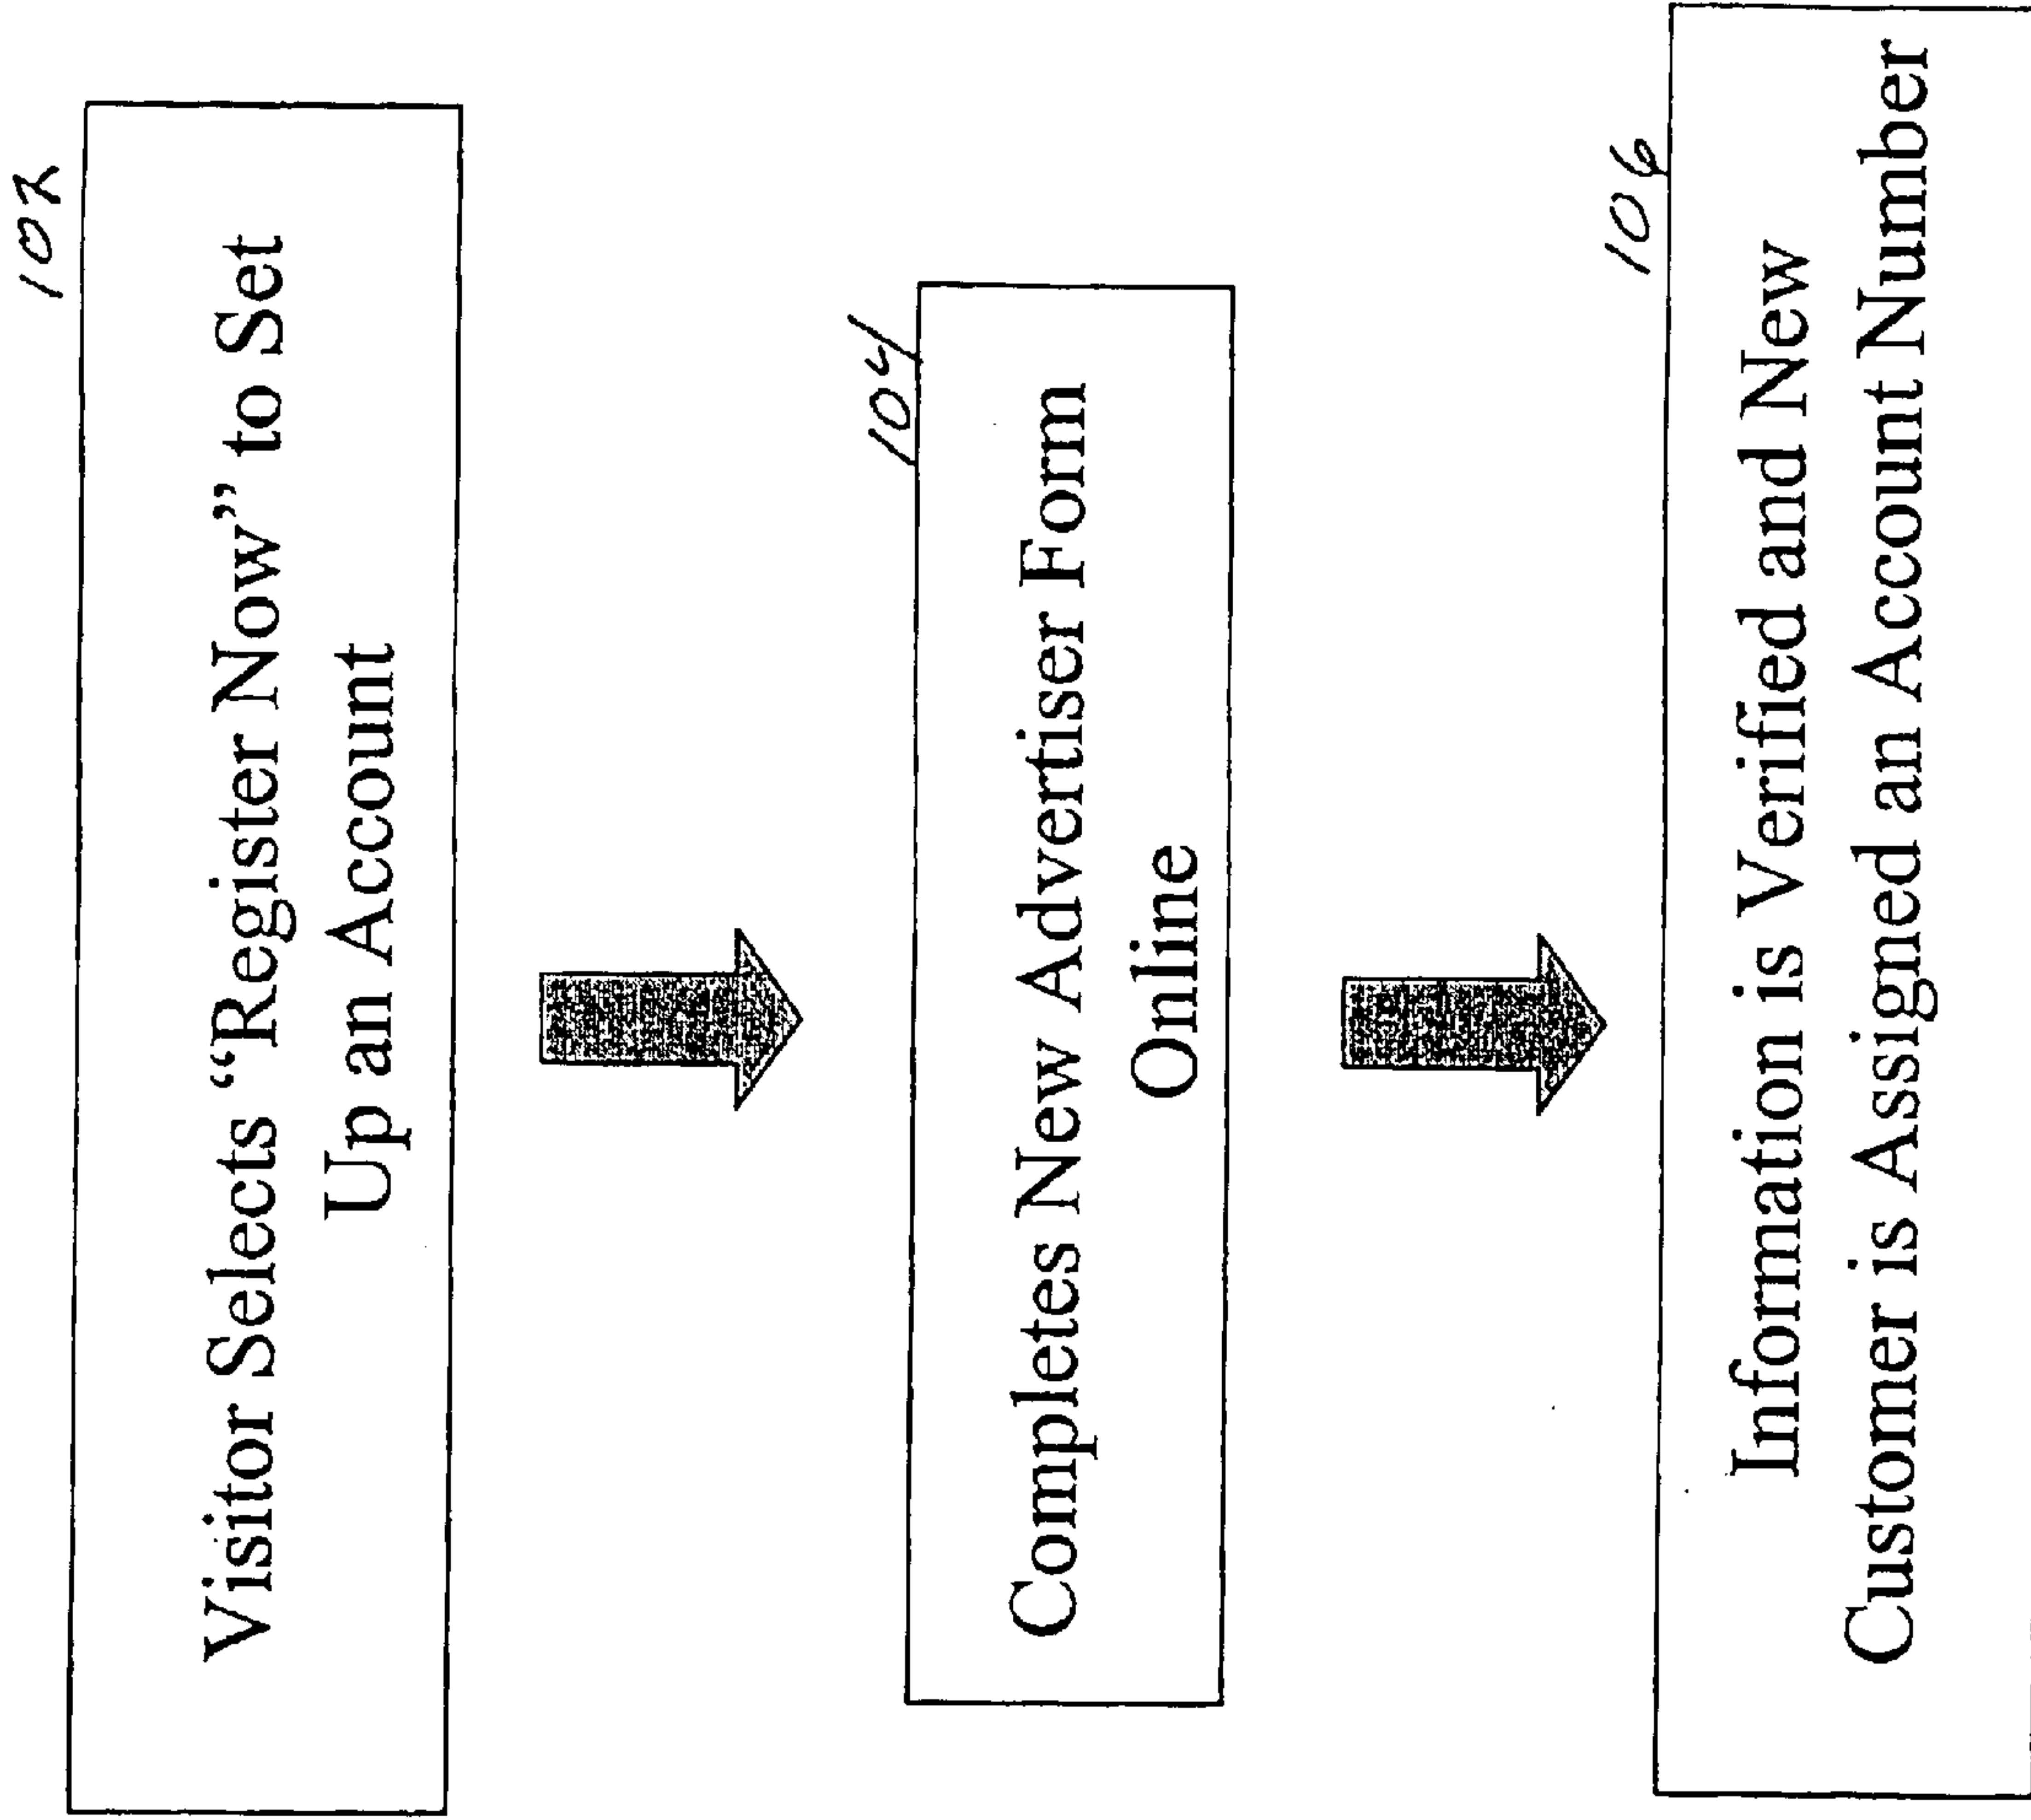 102
Visitor Selects “Register Now” to Set
Up an Account
104
Completes New Advertiser Form
Online
106
Information is Verified and New
Customer is Assigned an Account Number